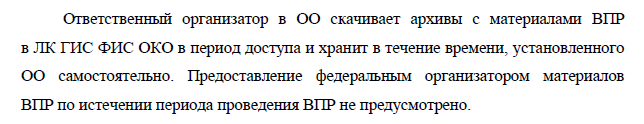 Ответственный организатор в ОО скачивает архивы с материалами ВПР
в ЛК ГИС ФИС ОКО в период доступа и хранит в течение времени, установленного
ОО самостоятельно. Предоставление федеральным организатором материалов
ВПР по истечении периода проведения ВПР не предусмотрено.